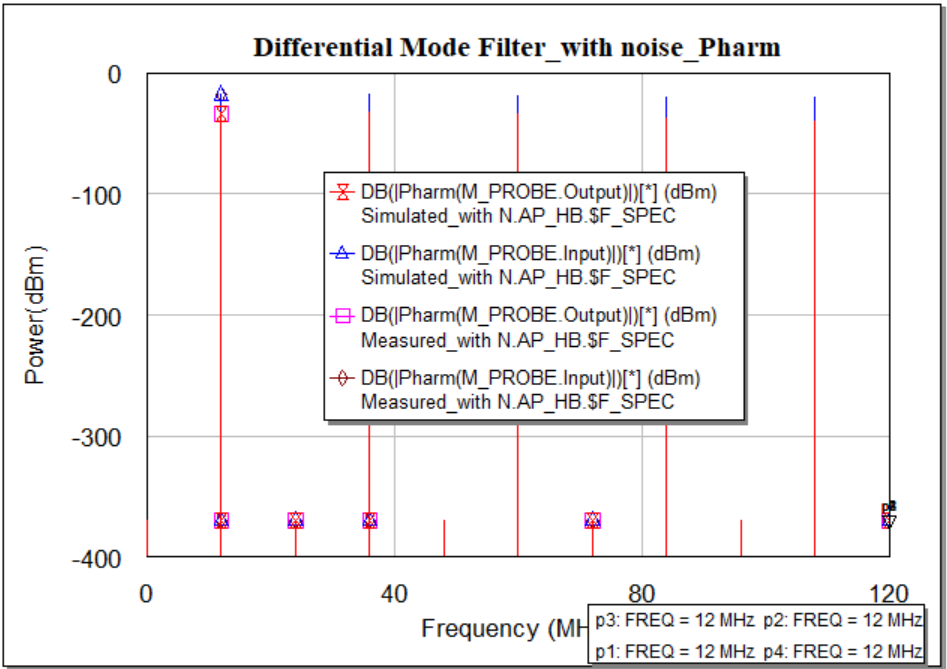 Differential Mode Filter_with noise_Pharm
0
-100
-200
-300
-400
Power(dBm)
DB(|Pharm(M_PROBE.Output)|)[*] (dBm)
Simulated_with N.AP_HB.$F_SPEC
DB(|Pharm(M_PROBE.Input)|)[*] (dBm)
Simulated_with N.AP_HB.$F_SPEC
DB(|Pharm(M_PROBE.Output)|)[*] (dBm)
Measured_with N.AP_HB.$F_SPEC
DB(|Pharm(M_PROBE.Input)|)[*] (dBm)
Measured_with N.AP_HB.$F_SPEC
0 40 80 120
Frequency (MH
p3: FREQ = 12 MHz p2: FREQ = 12 MHz
p1: FREQ = 12 MHz p4: FREQ = 12 MHz